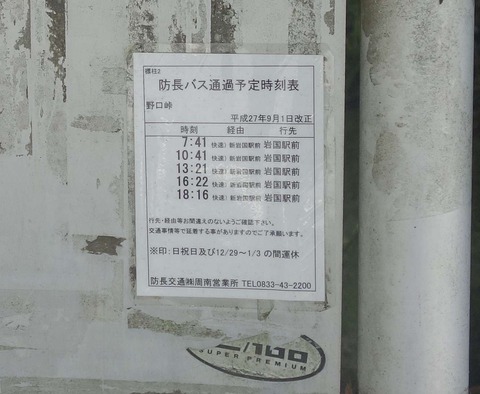 標柱2
防長バス通過予定時刻表
野口峠
平成27年9月1日改正
時刻 経由 行先
7:41 快速) 新岩国駅前 岩国駅前
10:41 快速) 新岩国駅前 岩国駅前
13:21 快速) 新岩国駅前 岩国駅前
16:22 快速) 新岩国駅前 岩国駅前
18:16 快速) 新岩国駅前 岩国駅前
行先・経由等お間違えのないようご確認下さい。
交通事情等で延着する事がありますのでご了承願います。
※印:日祝日及び12/29～1/3 の間運休
防長交通㈱周南営業所 TEL0833-43-2200
SUPER PREMIUM